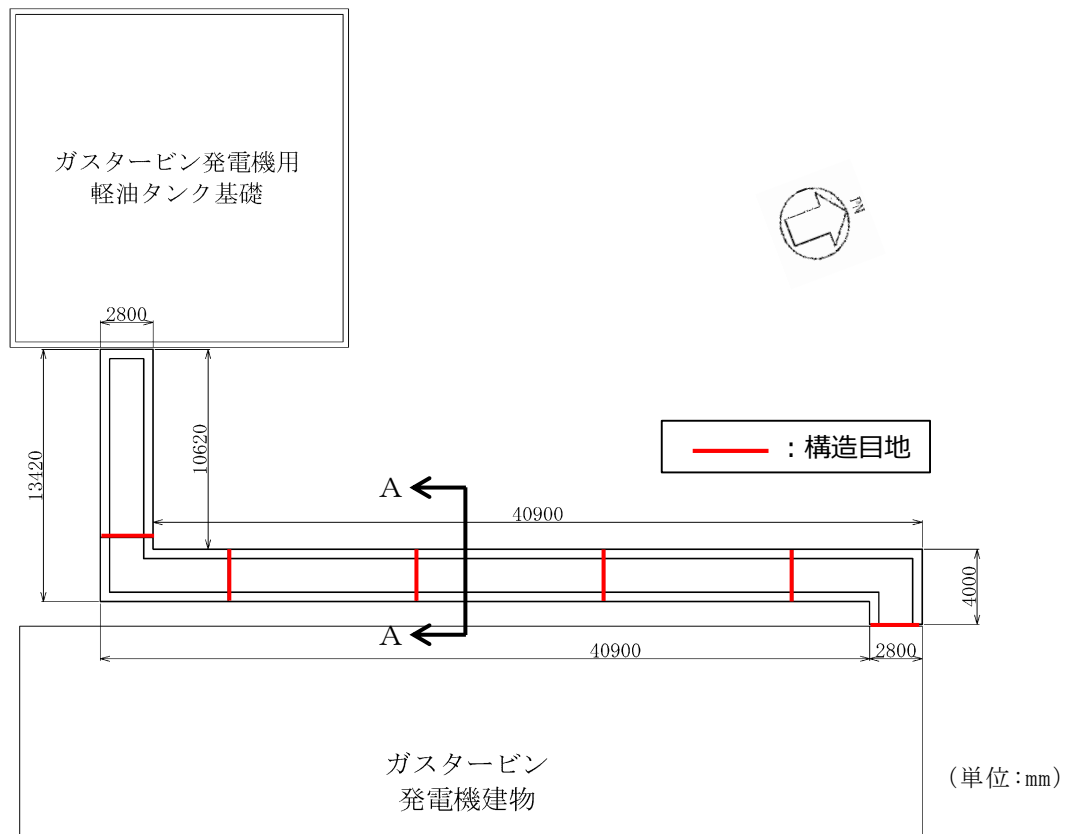 ガスタービン発電機用
軽油タンク基礎
PN
2800
13420
10620
：構造目地
A
40900
4000
A
40900
2800
ガスタービン
発電機建物
(単位:mm)